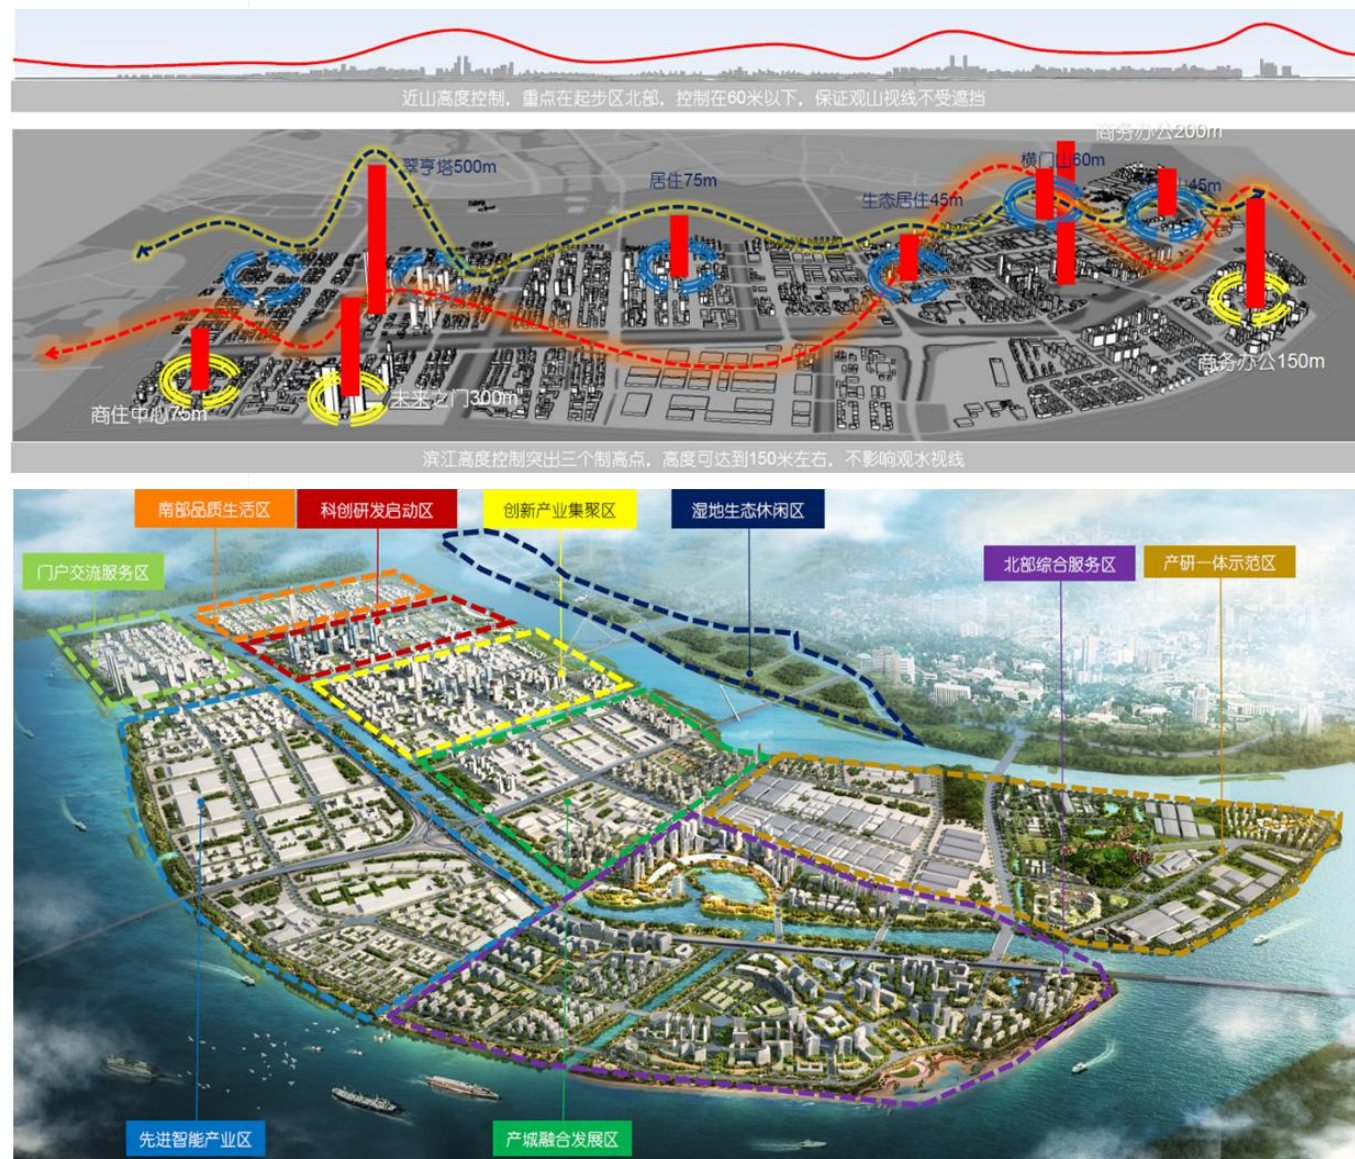 近山高度控制，重点在起步区北部，控制在60米以下，保证观山视线不受遮挡
商务办公200m
翠亨塔500m
居住75m
横门山60m
生态居住45m
山45m
商务办公150m
商住中心75m
未来之门300m
滨江高度控制突出三个制高点，高度可达到150米左右，不影响观水视线
南部品质生活区
科创研发启动区
创新产业集聚区
湿地生态休闲区
门户交流服务区
北部综合服务区
产研一体示范区
先进智能产业区
产城融合发展区